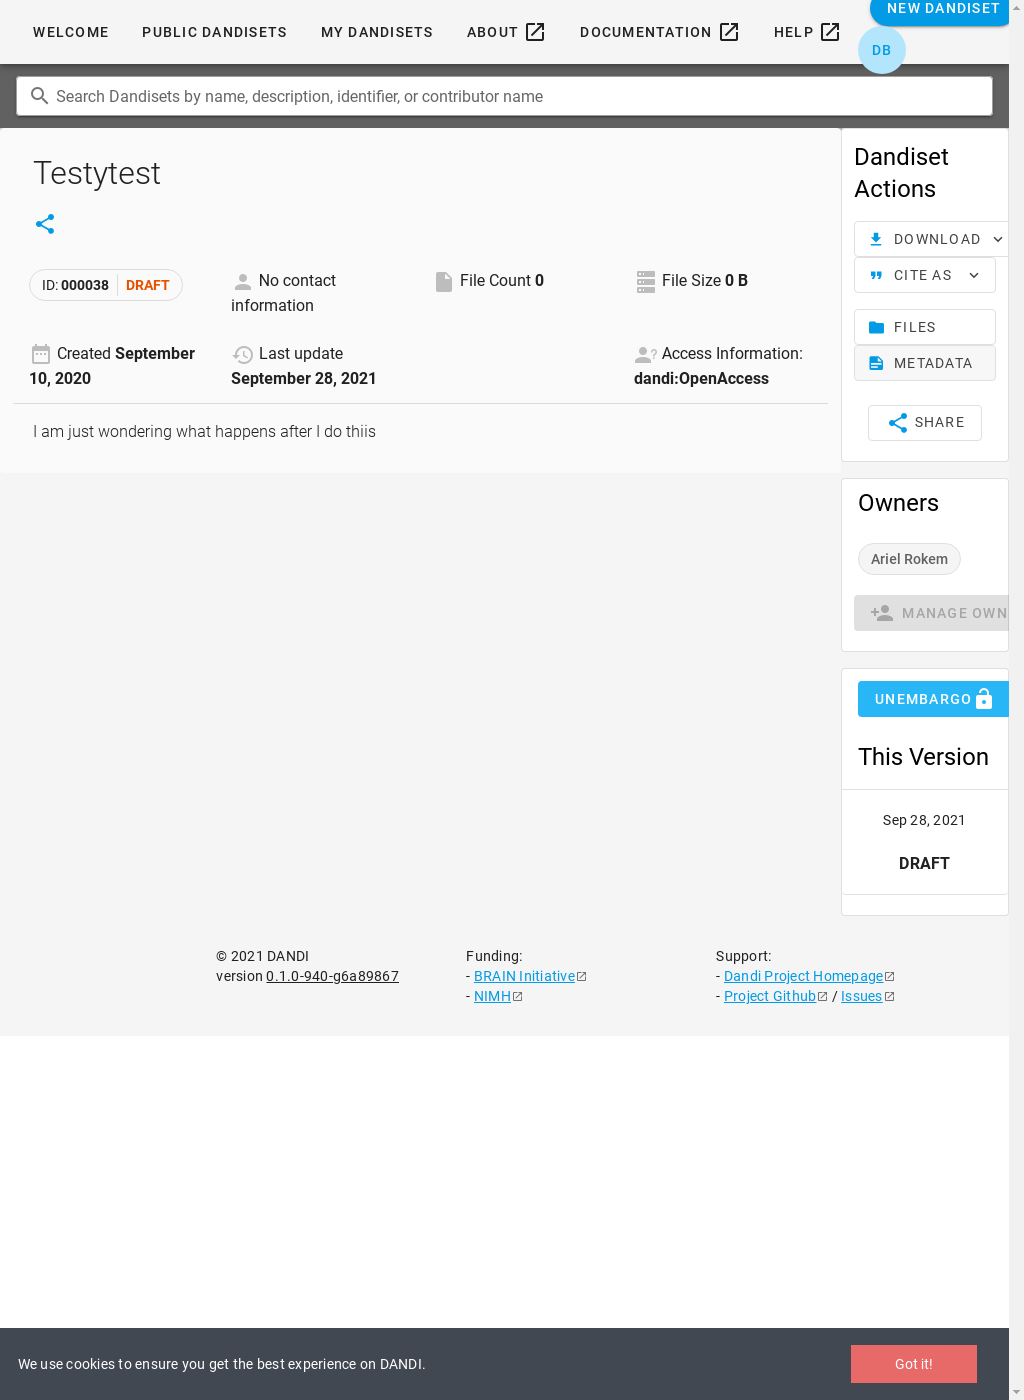 WELCOME PUBLIC DANDISETS MY DANDISETS ABOUT DOCUMENTATION HELP NEW DANDISET
DB
Search Dandisets by name, description, identifier, or contributor name
Testytest
ID: 000038 DRAFT
No contact
information
File Count 0
File Size 0 B
Created September
10, 2020
Last update
September 28, 2021
Access Information:
dandi:OpenAccess
I am just wondering what happens after I do thiis
Dandiset
Actions
DOWNLOAD
CITE AS
FILES
METADATA
SHARE
Owners
Ariel Rokem
MANAGE OWN
UNEMBARGO
This Version
Sep 28, 2021
DRAFT
© 2021 DANDI
version 0.1.0-940-g6a89867
Funding:
- BRAIN Initiative
- NIMH
Support:
- Dandi Project Homepage
- Project Github / Issues
We use cookies to ensure you get the best experience on DANDI.
Got it!